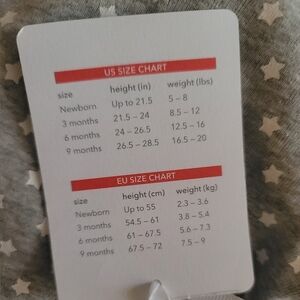 US SIZE CHART
size height (in) weight (lbs)
Newborn Up to 21.5 5 – 8
3 months 21.5 – 24 8.5 – 12
6 months 24 – 26.5 12.5 – 16
9 months 26.5 – 28.5 16.5 – 20
EU SIZE CHART
size height (cm) weight (kg)
Newborn Up to 55 2.3 – 3.6
3 months 54.5 – 61 3.8 – 5.4
6 months 61 – 67.5 5.6 – 7.3
9 months 67.5 – 72 7.5 – 9